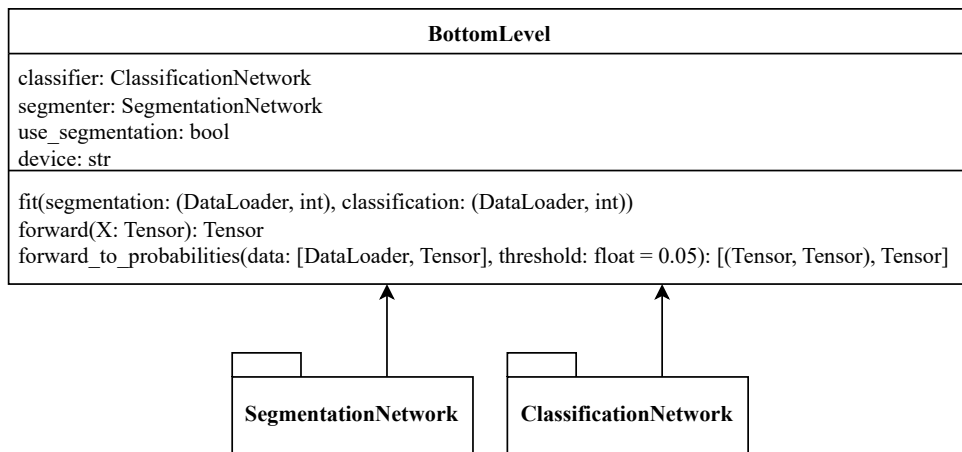 BottomLevel
classifier: ClassificationNetwork
segmenter: SegmentationNetwork
use_segmentation: bool
device: str
fit(segmentation: (DataLoader, int), classification: (DataLoader, int))
forward(X: Tensor): Tensor
forward_to_probabilities(data: [DataLoader, Tensor], threshold: float = 0.05): [(Tensor, Tensor), Tensor]
SegmentationNetwork
ClassificationNetwork